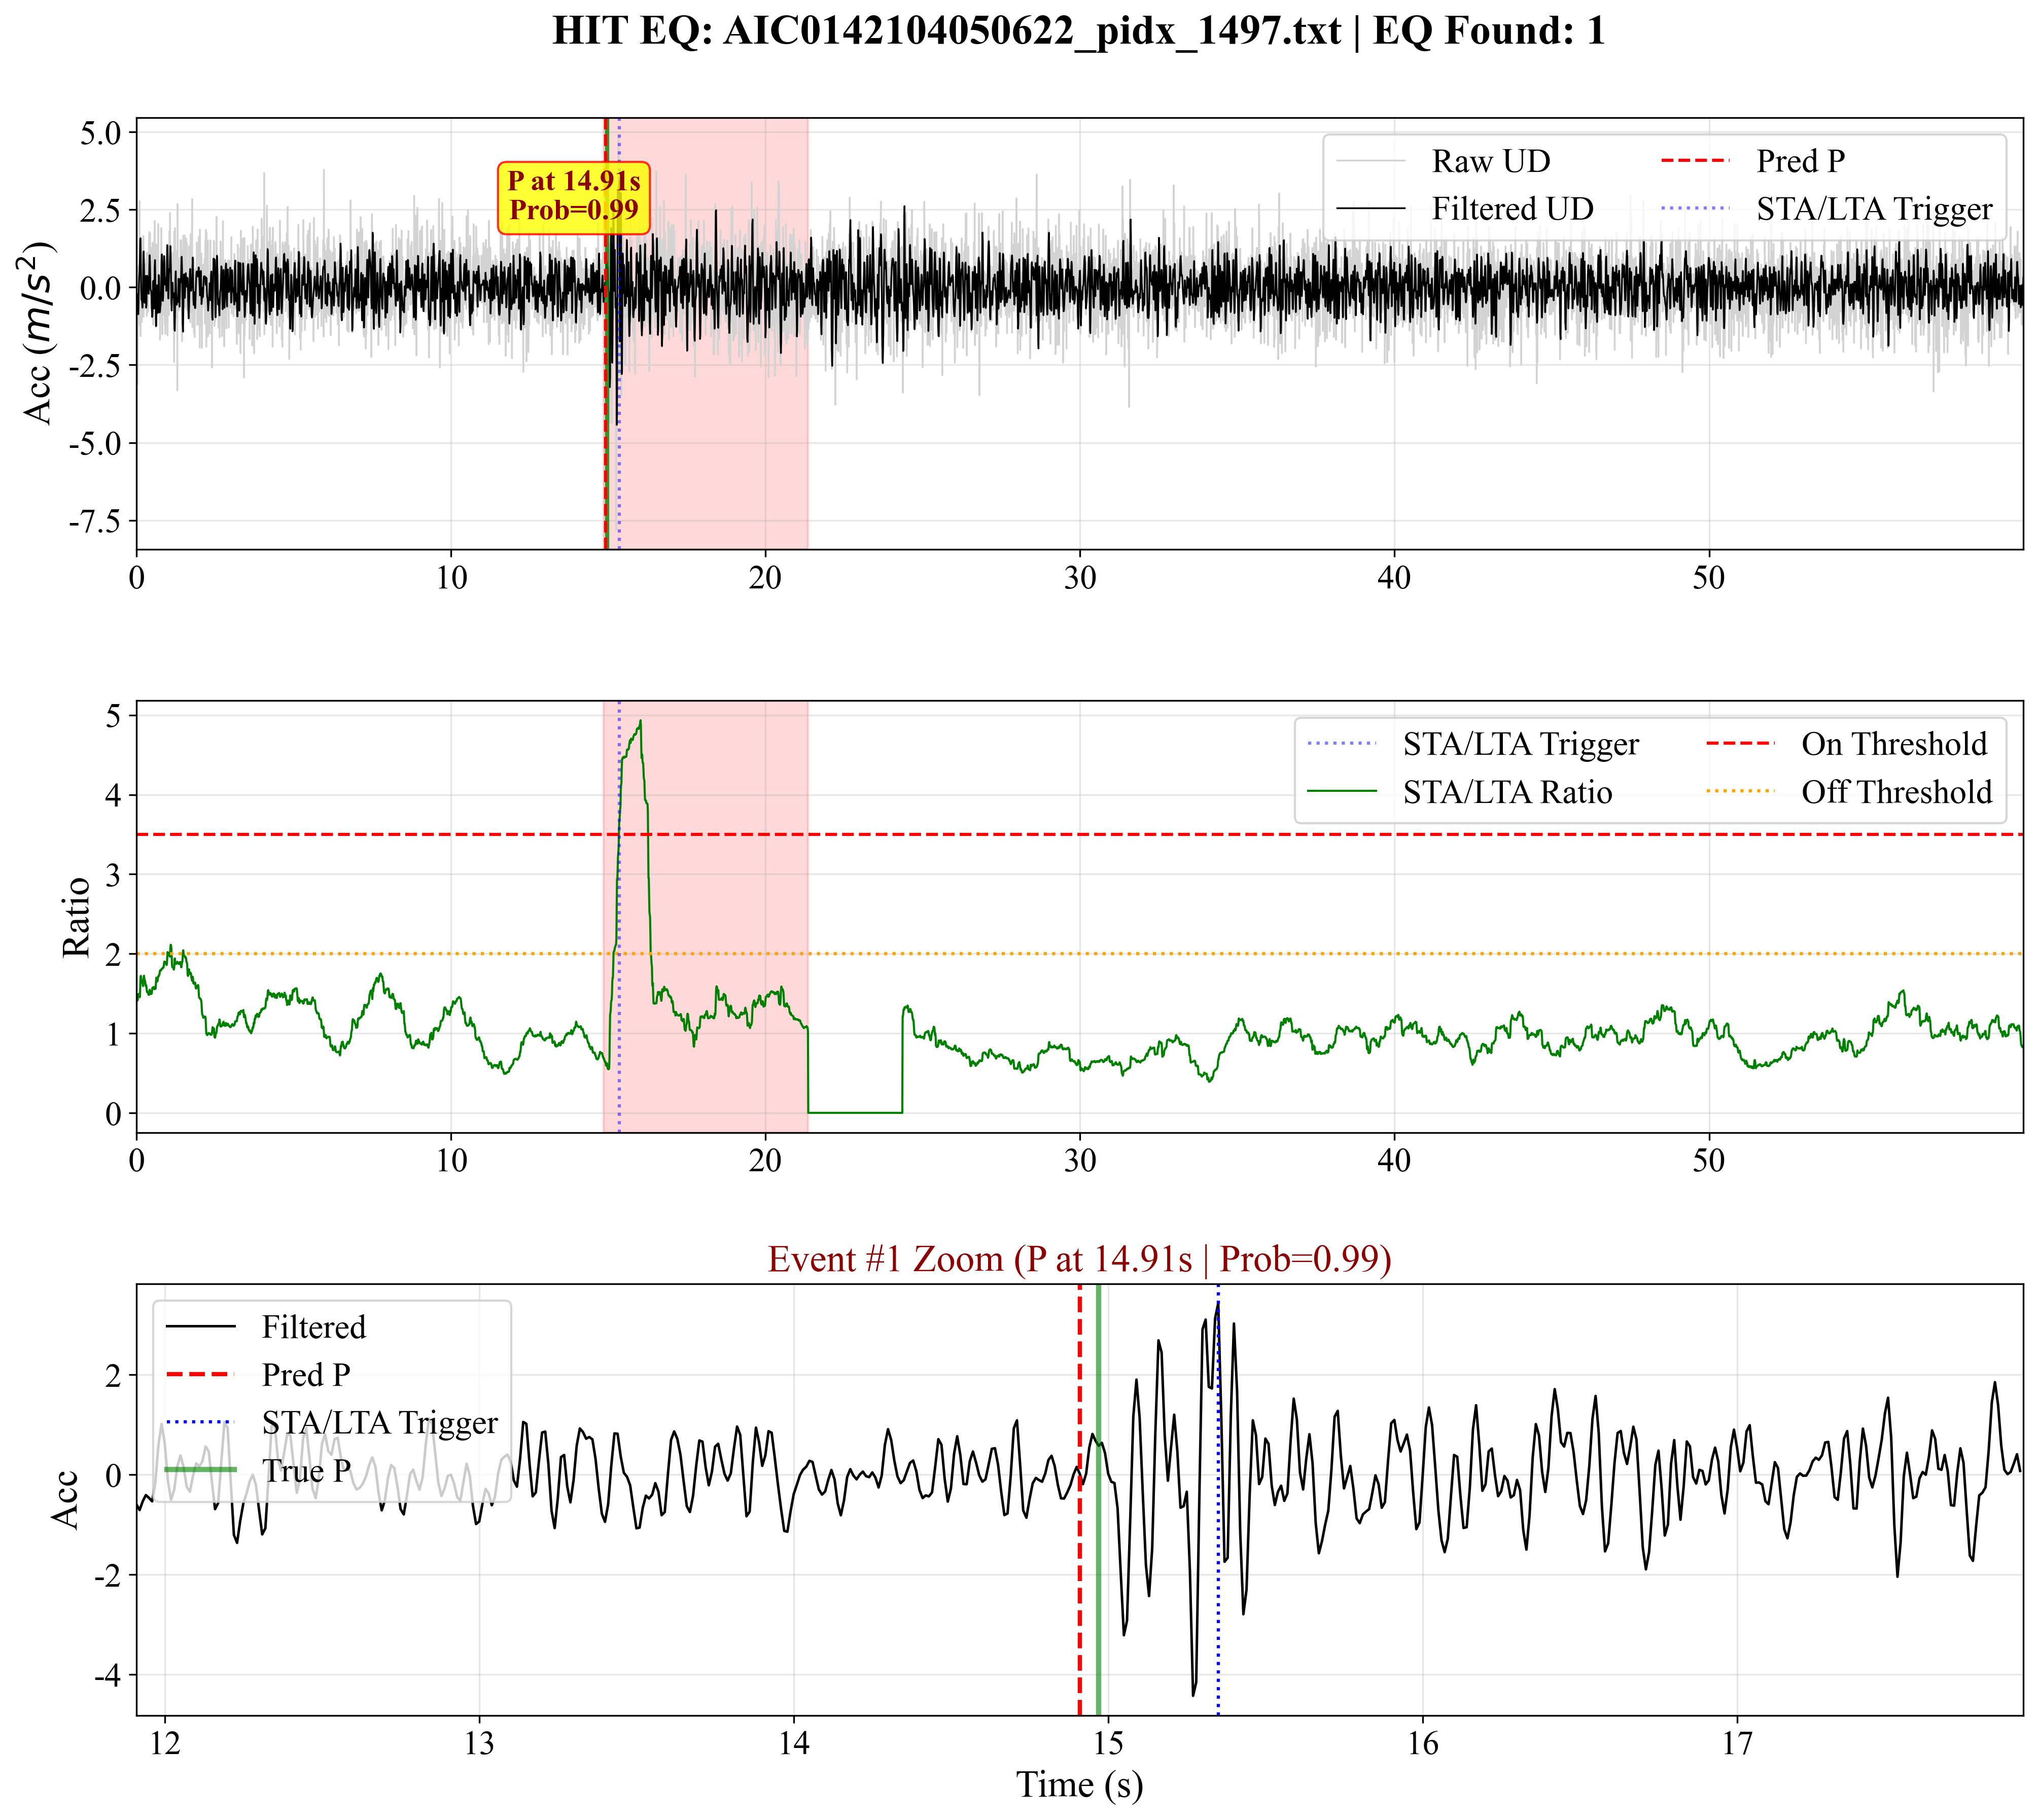 HIT EQ: AIC0142104050622_pidx_1497.txt | EQ Found: 1
5.0
2.5
0.0
-2.5
-5.0
-7.5
Acc (m/s²)
P at 14.91s
Prob=0.99
Raw UD
Filtered UD
Pred P
STA/LTA Trigger
0 10 20 30 40 50
5
4
3
2
1
0
Ratio
STA/LTA Trigger
STA/LTA Ratio
On Threshold
Off Threshold
0 10 20 30 40 50
Event #1 Zoom (P at 14.91s | Prob=0.99)
2
0
-2
-4
Acc
Filtered
Pred P
STA/LTA Trigger
True P
12 13 14 15 16 17
Time (s)